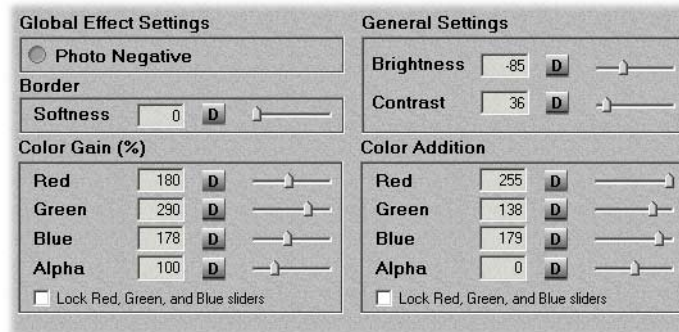 Global Effect Settings
Photo Negative
Border
Softness 0 D
Color Gain (%)
Red 180 D
Green 290 D
Blue 178 D
Alpha 100 D
Lock Red, Green, and Blue sliders
General Settings
Brightness -85 D
Contrast 36 D
Color Addition
Red 255 D
Green 138 D
Blue 179 D
Alpha 0 D
Lock Red, Green, and Blue sliders